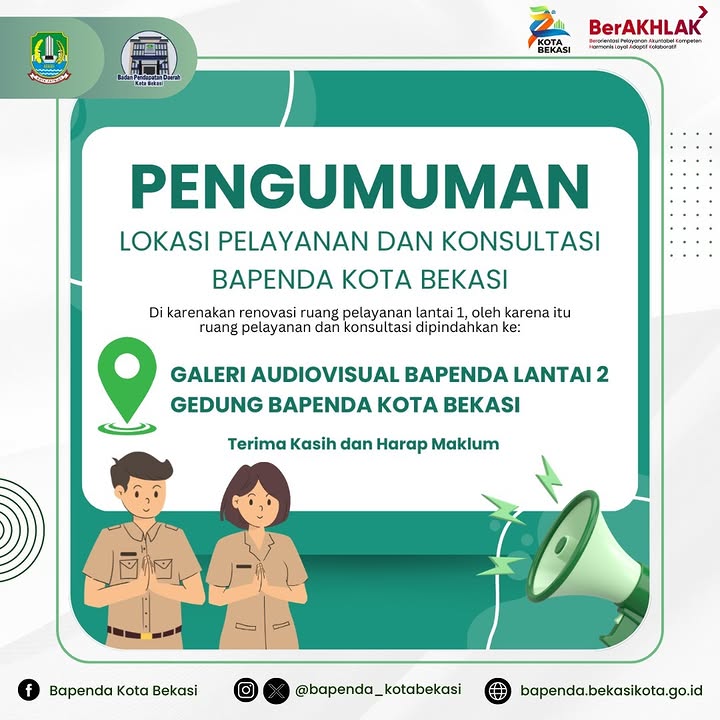 Badan Pendapatan Daerah
Kota Bekasi
KOTA
BEKASI
BerAKHLAK
Berorientasi Pelayanan Akuntabel Kompeten
Harmonis Loyal Adaptif Kolaboratif
PENGUMUMAN
LOKASI PELAYANAN DAN KONSULTASI
BAPENDA KOTA BEKASI
Di karenakan renovasi ruang pelayanan lantai 1, oleh karena itu
ruang pelayanan dan konsultasi dipindahkan ke:
GALERI AUDIOVISUAL BAPENDA LANTAI 2
GEDUNG BAPENDA KOTA BEKASI
Terima Kasih dan Harap Maklum
Bapenda Kota Bekasi
@bapenda_kotabekasi
bapenda.bekasikota.go.id